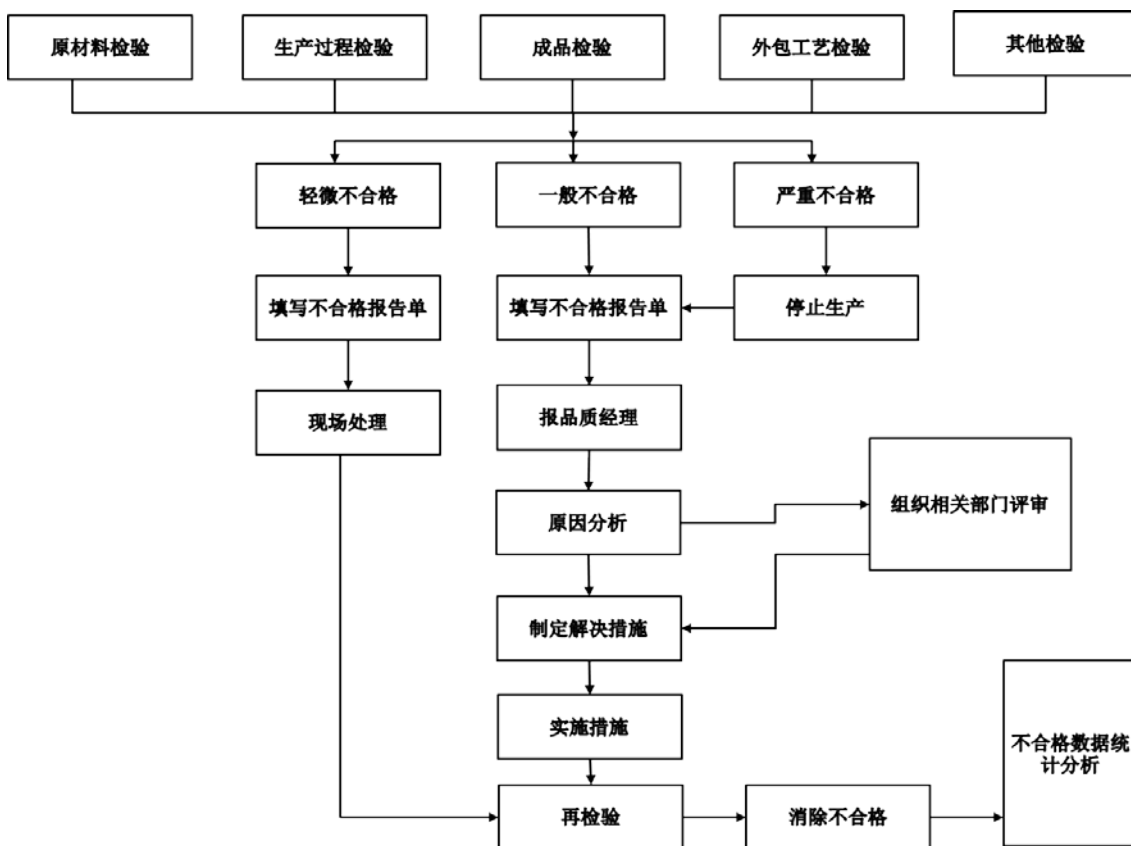 原材料检验
生产过程检验
成品检验
外包工艺检验
其他检验
轻微不合格
一般不合格
严重不合格
填写不合格报告单
填写不合格报告单
停止生产
现场处理
报品质经理
组织相关部门评审
原因分析
制定解决措施
实施措施
不合格数据统
计分析
再检验
消除不合格